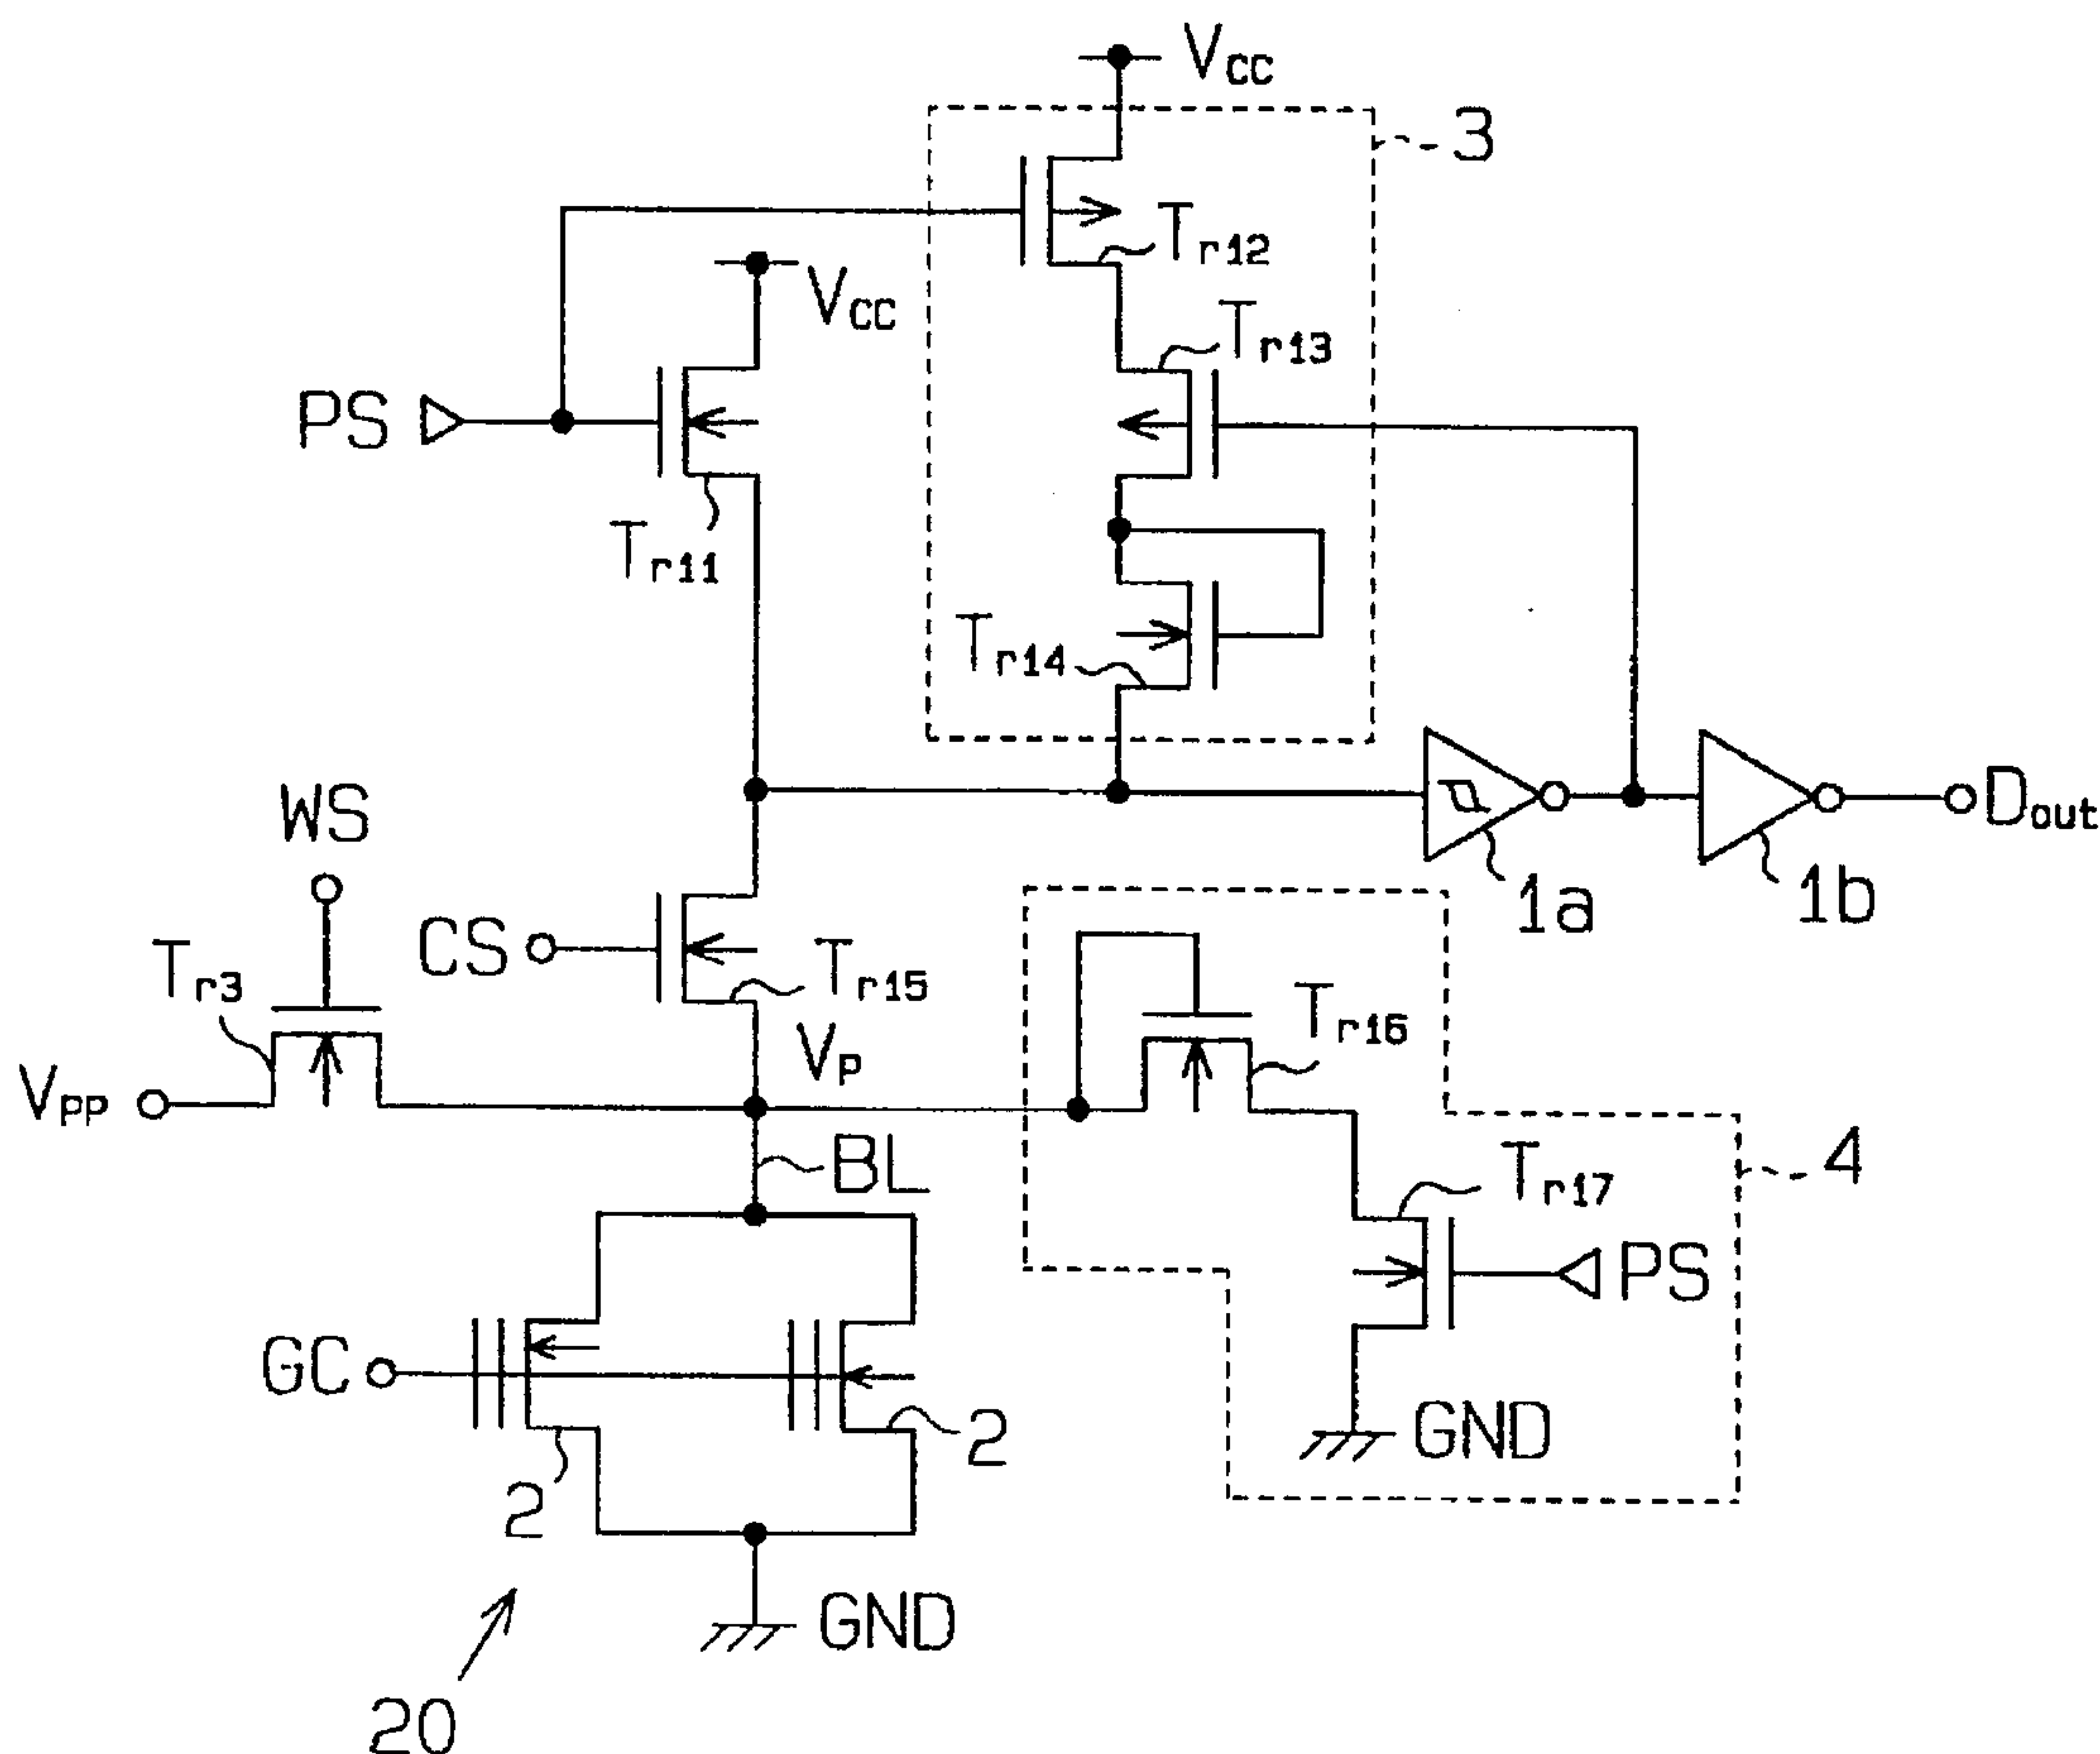 VCC
3
Tr12
VCC
Tr13
PS
Tr11
Tr14
WS
Dout
1a
1b
CS
Tr3
Tr15
Tr16
VP
VPP
BL
4
Tr17
PS
GC
2
GND
2
GND
20